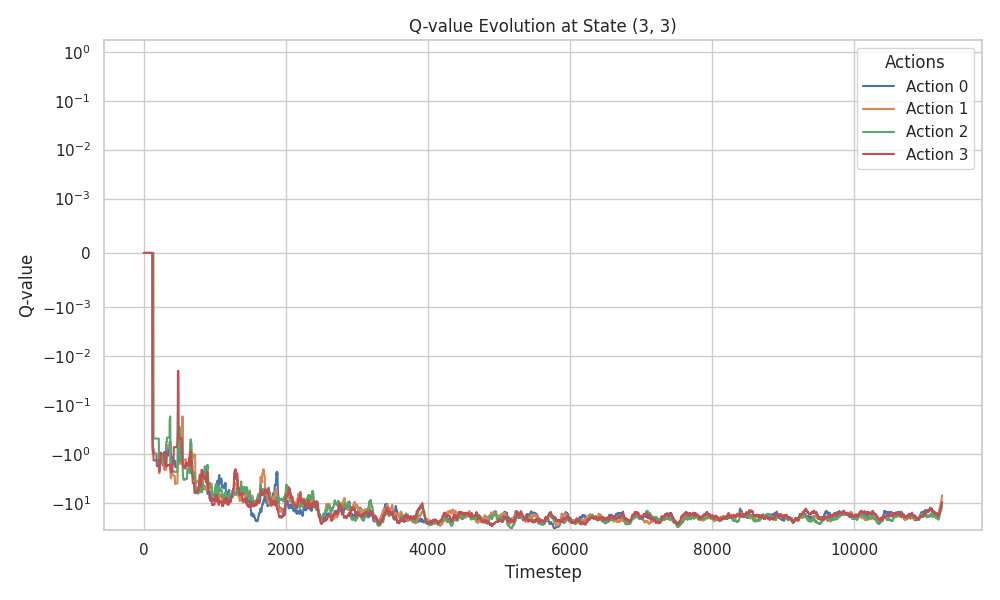 Q-value Evolution at State (3, 3)
Q-value
10⁰
10⁻¹
10⁻²
10⁻³
0
−10⁻³
−10⁻²
−10⁻¹
−10⁰
−10¹
Actions
Action 0
Action 1
Action 2
Action 3
0 2000 4000 6000 8000 10000
Timestep